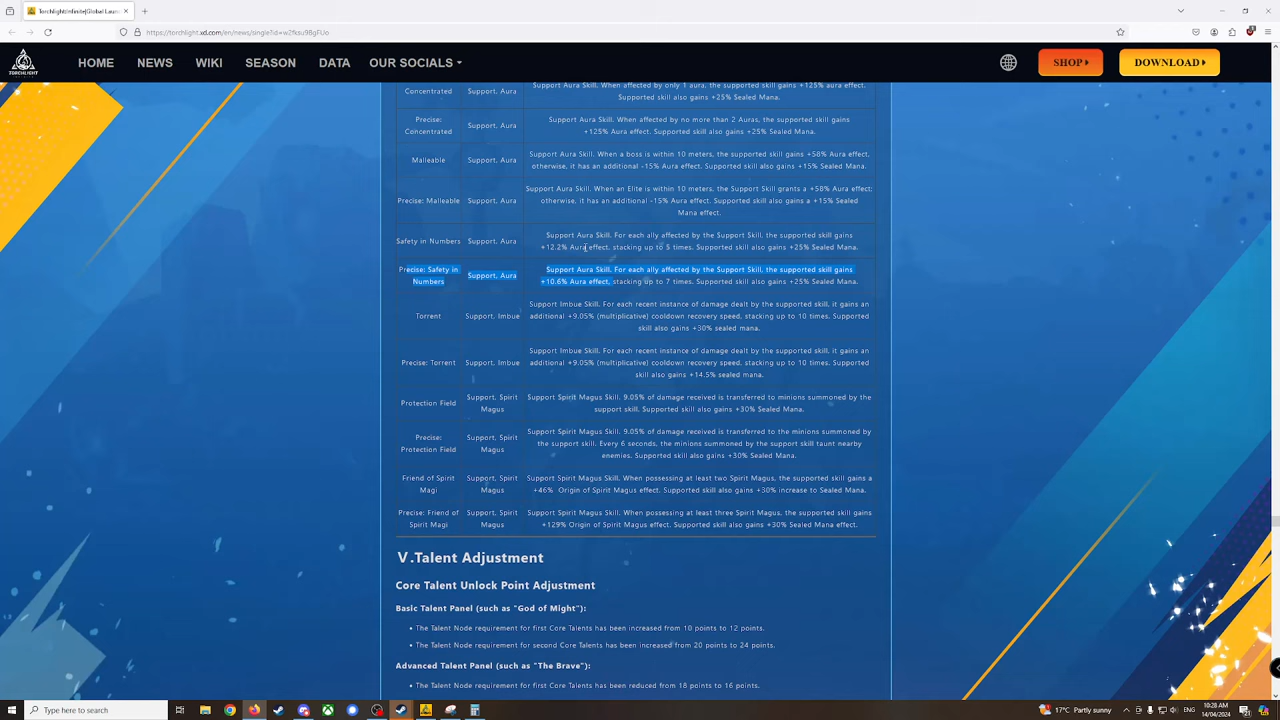 Torchlight:Infinite|Global Laun
https://torchlight.xd.com/en/news/single?id=w2fksu98gFUo
TORCHLIGHT
HOME
NEWS
WIKI
SEASON
DATA
OUR SOCIALS
SHOP
DOWNLOAD
Concentrated
Support, Aura
Support Aura Skill. When affected by only 1 aura, the supported skill gains +125% aura effect.
Supported skill also gains +25% Sealed Mana.
Precise:
Concentrated
Support, Aura
Support Aura Skill. When affected by no more than 2 Auras, the supported skill gains
+125% Aura effect. Supported skill also gains +25% Sealed Mana.
Malleable
Support, Aura
Support Aura Skill. When a boss is within 10 meters, the supported skill gains +58% Aura effect,
otherwise, it has an additional -15% Aura effect. Supported skill also gains +15% Sealed Mana.
Precise: Malleable
Support, Aura
Support Aura Skill. When an Elite is within 10 meters, the Support Skill grants a +58% Aura effect;
otherwise, it has an additional -15% Aura effect. Supported skill also gains a +15% Sealed
Mana effect.
Safety in Numbers
Support, Aura
Support Aura Skill. For each ally affected by the Support Skill, the supported skill gains
+12.2% Aura effect, stacking up to 5 times. Supported skill also gains +25% Sealed Mana.
Precise: Safety in
Numbers
Support, Aura
Support Aura Skill. For each ally affected by the Support Skill, the supported skill gains
+10.6% Aura effect, stacking up to 7 times. Supported skill also gains +25% Sealed Mana.
Torrent
Support, Imbue
Support Imbue Skill. For each recent instance of damage dealt by the supported skill, it gains an
additional +9.05% (multiplicative) cooldown recovery speed, stacking up to 10 times. Supported
skill also gains +30% sealed mana.
Precise: Torrent
Support, Imbue
Support Imbue Skill. For each recent instance of damage dealt by the supported skill, it gains an
additional +9.05% (multiplicative) cooldown recovery speed, stacking up to 10 times. Supported
skill also gains +14.5% sealed mana.
Protection Field
Support, Spirit
Magus
Support Spirit Magus Skill. 9.05% of damage received is transferred to minions summoned by the
support skill. Supported skill also gains +30% Sealed Mana.
Precise:
Protection Field
Support, Spirit
Magus
Support Spirit Magus Skill. 9.05% of damage received is transferred to the minions summoned by
the support skill. Every 6 seconds, the minions summoned by the support skill taunt nearby
enemies. Supported skill also gains +30% Sealed Mana.
Friend of Spirit
Magi
Support, Spirit
Magus
Support Spirit Magus Skill. When possessing at least two Spirit Magus, the supported skill gains a
+46% Origin of Spirit Magus effect. Supported skill also gains +30% increase to Sealed Mana.
Precise: Friend of
Spirit Magi
Support, Spirit
Magus
Support Spirit Magus Skill. When possessing at least three Spirit Magus, the supported skill gains
+129% Origin of Spirit Magus effect. Supported skill also gains +30% Sealed Mana effect.
V.Talent Adjustment
Core Talent Unlock Point Adjustment
Basic Talent Panel (such as "God of Might"):
• The Talent Node requirement for first Core Talents has been increased from 10 points to 12 points.
• The Talent Node requirement for second Core Talents has been increased from 20 points to 24 points.
Advanced Talent Panel (such as "The Brave"):
• The Talent Node requirement for first Core Talents has been reduced from 18 points to 16 points.
Type here to search
17°C Partly sunny
10:28 AM
14/04/2024